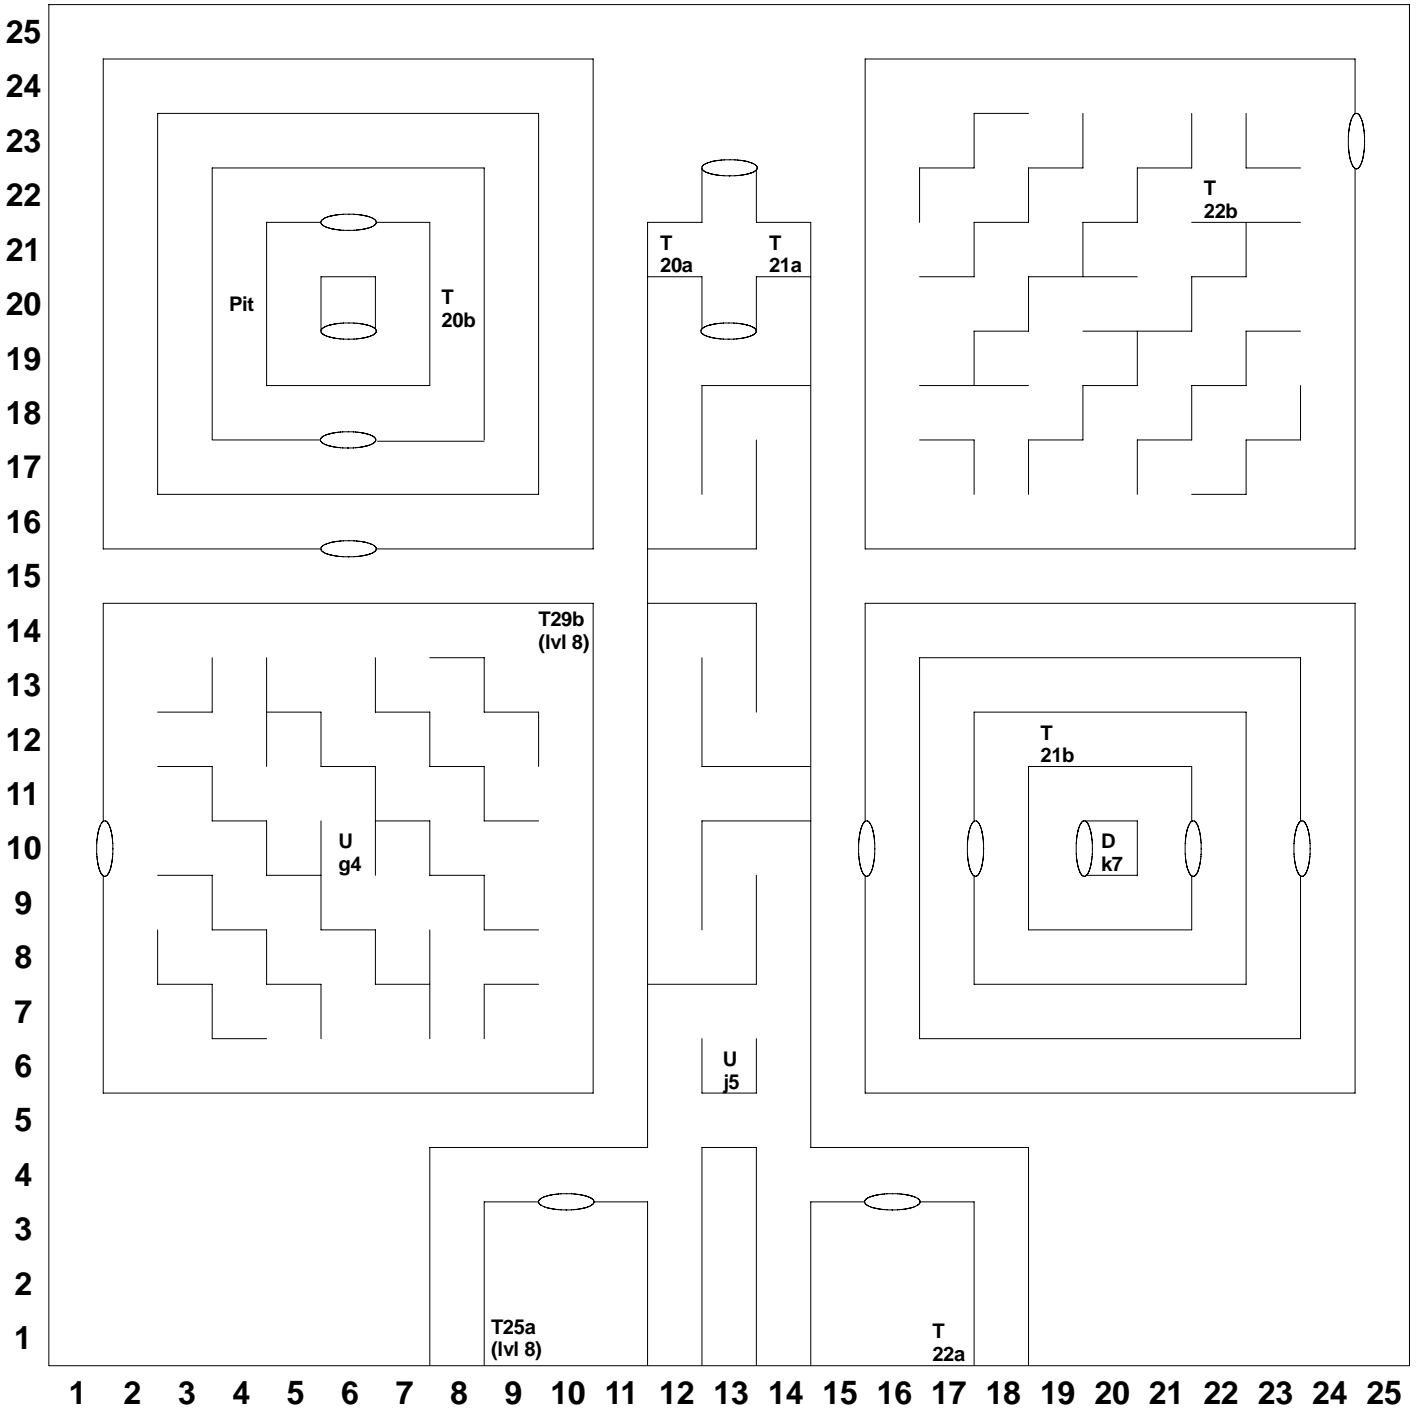 25
24
23
22
T
22b
21
T
20a
T
21a
20
Pit
T
20b
19
18
17
16
15
14
T29b
(lvl 8)
13
12
T
21b
11
10
U
g4
D
k7
9
8
7
6
U
j5
5
4
3
2
1
T25a
(lvl 8)
T
22a
1 2 3 4 5 6 7 8 9 10 11 12 13 14 15 16 17 18 19 20 21 22 23 24 25